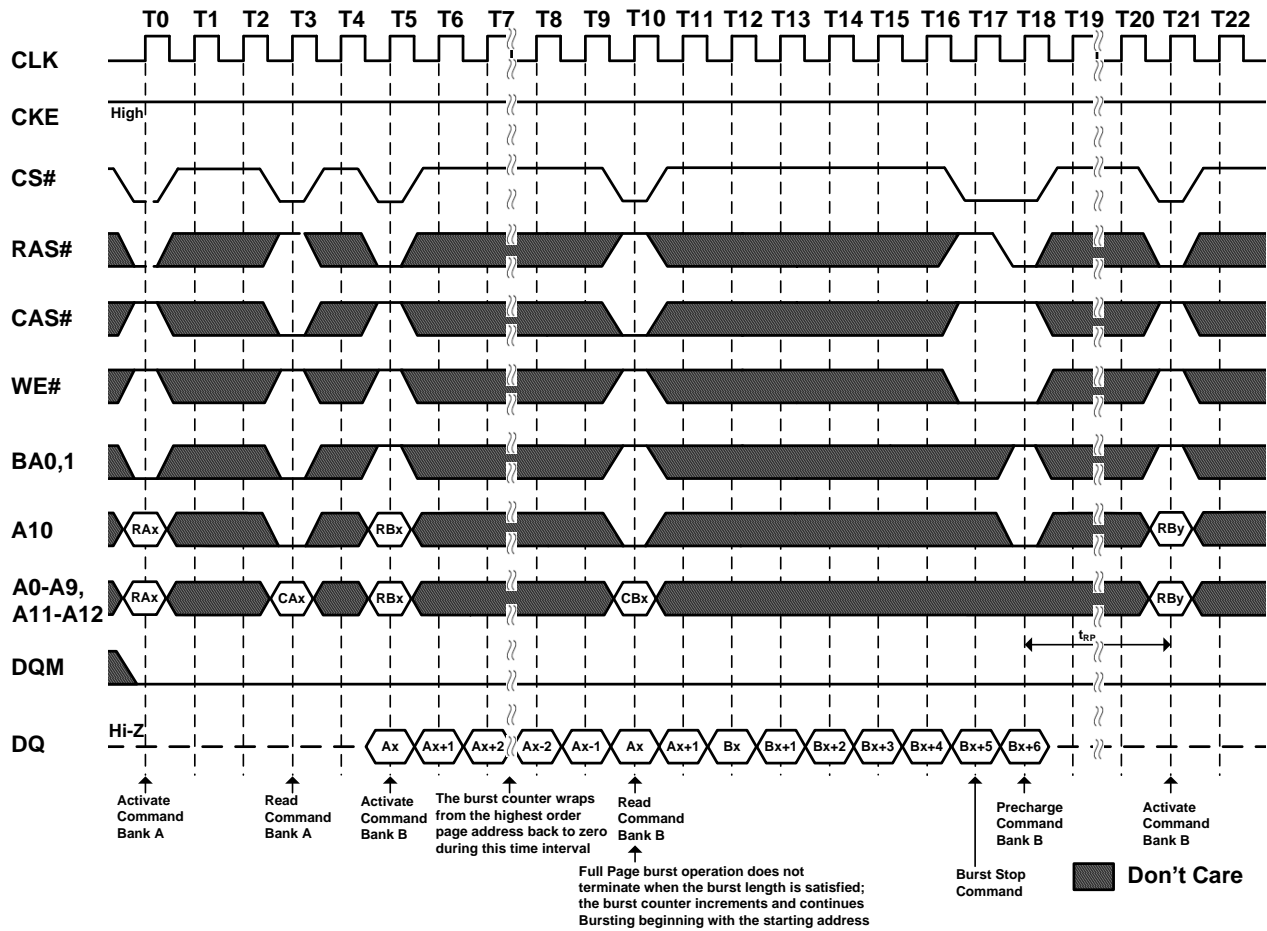 T0 T1 T2 T3 T4 T5 T6 T7 T8 T9 T10 T11 T12 T13 T14 T15 T16 T17 T18 T19 T20 T21 T22
CLK
CKE High
CS#
RAS#
CAS#
WE#
BA0,1
A10 RAx RBx RBy
A0-A9,
A11-A12 RAx CAx RBx CBx RBy
tRP
DQM
Hi-Z
DQ Ax Ax+1 Ax+2 Ax-2 Ax-1 Ax Ax+1 Bx Bx+1 Bx+2 Bx+3 Bx+4 Bx+5 Bx+6
Activate
Command
Bank A
Read
Command
Bank A
Activate
Command
Bank B
The burst counter wraps
from the highest order
page address back to zero
during this time interval
Read
Command
Bank B
Full Page burst operation does not
terminate when the burst length is satisfied;
the burst counter increments and continues
Bursting beginning with the starting address
Burst Stop
Command
Precharge
Command
Bank B
Activate
Command
Bank B
Don't Care